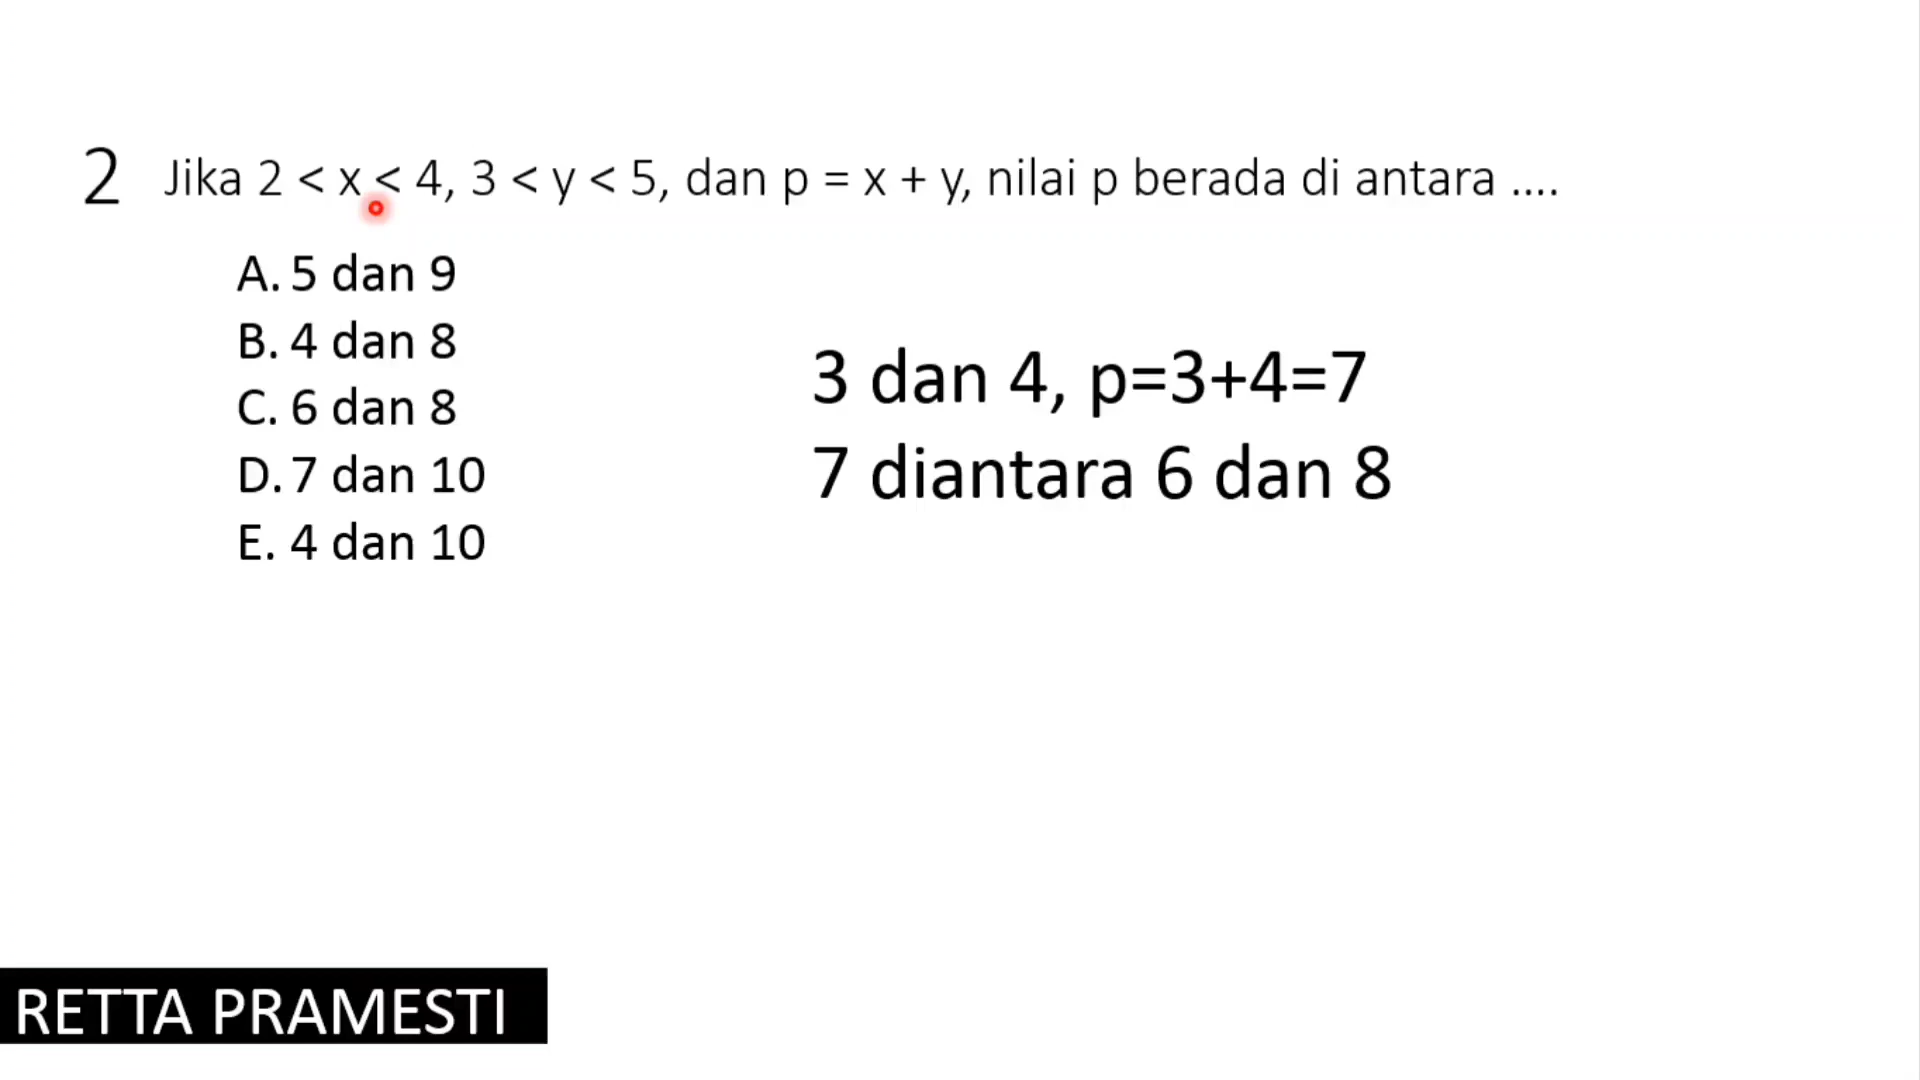 2 Jika 2 < x < 4, 3 < y < 5, dan p = x + y, nilai p berada di antara ....
A. 5 dan 9
B. 4 dan 8
C. 6 dan 8
D. 7 dan 10
E. 4 dan 10
3 dan 4, p=3+4=7
7 diantara 6 dan 8
RETTA PRAMESTI